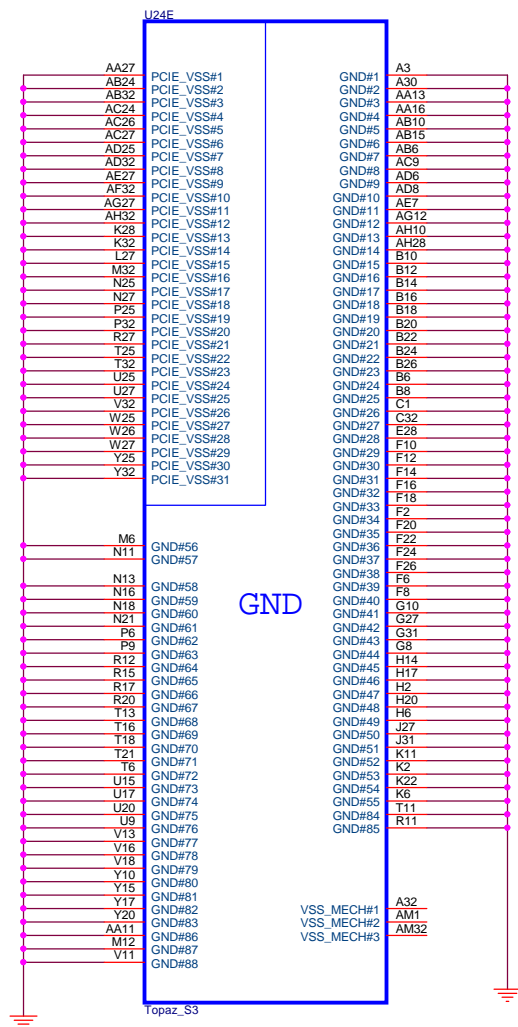 U24E
AA27 PCIE_VSS#1 GND#1 A3
AB24 PCIE_VSS#2 GND#2 A30
AB32 PCIE_VSS#3 GND#3 AA13
AC24 PCIE_VSS#4 GND#4 AA16
AC26 PCIE_VSS#5 GND#5 AB10
AC27 PCIE_VSS#6 GND#6 AB15
AD25 PCIE_VSS#7 GND#7 AB6
AD32 PCIE_VSS#8 GND#8 AC9
AE27 PCIE_VSS#9 GND#9 AD6
AF32 PCIE_VSS#10 GND#10 AD8
AG27 PCIE_VSS#11 GND#11 AE7
AH32 PCIE_VSS#12 GND#12 AG12
K28 PCIE_VSS#13 GND#13 AH10
K32 PCIE_VSS#14 GND#14 AH28
L27 PCIE_VSS#15 GND#15 B10
M32 PCIE_VSS#16 GND#16 B12
N25 PCIE_VSS#17 GND#17 B14
N27 PCIE_VSS#18 GND#18 B16
P25 PCIE_VSS#19 GND#19 B18
P32 PCIE_VSS#20 GND#20 B20
R27 PCIE_VSS#21 GND#21 B22
T25 PCIE_VSS#22 GND#22 B24
T32 PCIE_VSS#23 GND#23 B26
U25 PCIE_VSS#24 GND#24 B6
U27 PCIE_VSS#25 GND#25 B8
V32 PCIE_VSS#26 GND#26 C1
W25 PCIE_VSS#27 GND#27 C32
W26 PCIE_VSS#28 GND#28 E28
W27 PCIE_VSS#29 GND#29 F10
Y25 PCIE_VSS#30 GND#30 F12
Y32 PCIE_VSS#31 GND#31 F14
GND#32 F16
GND#33 F18
GND#34 F2
GND#35 F20
M6 GND#56 GND#36 F22
N11 GND#57 GND#37 F24
GND#38 F26
N13 GND#58 GND#39 F6
N16 GND#59 GND#40 F8
N18 GND#60 GND#41 G10
N21 GND#61 GND#42 G27
P6 GND#62 GND#43 G31
P9 GND#63 GND#44 G8
R12 GND#64 GND#45 H14
R15 GND#65 GND#46 H17
R17 GND#66 GND#47 H2
R20 GND#67 GND#48 H20
T13 GND#68 GND#49 H6
T16 GND#69 GND#50 J27
T18 GND#70 GND#51 J31
T21 GND#71 GND#52 K11
T6 GND#72 GND#53 K2
U15 GND#73 GND#54 K22
U17 GND#74 GND#55 K6
U20 GND#75 GND#84 T11
U9 GND#76 GND#85 R11
V13 GND#77
V16 GND#78
V18 GND#79
Y10 GND#80
Y15 GND#81
Y17 GND#82 VSS_MECH#1 A32
Y20 GND#83 VSS_MECH#2 AM1
AA11 GND#86 VSS_MECH#3 AM32
M12 GND#87
V11 GND#88
GND
Topaz_S3